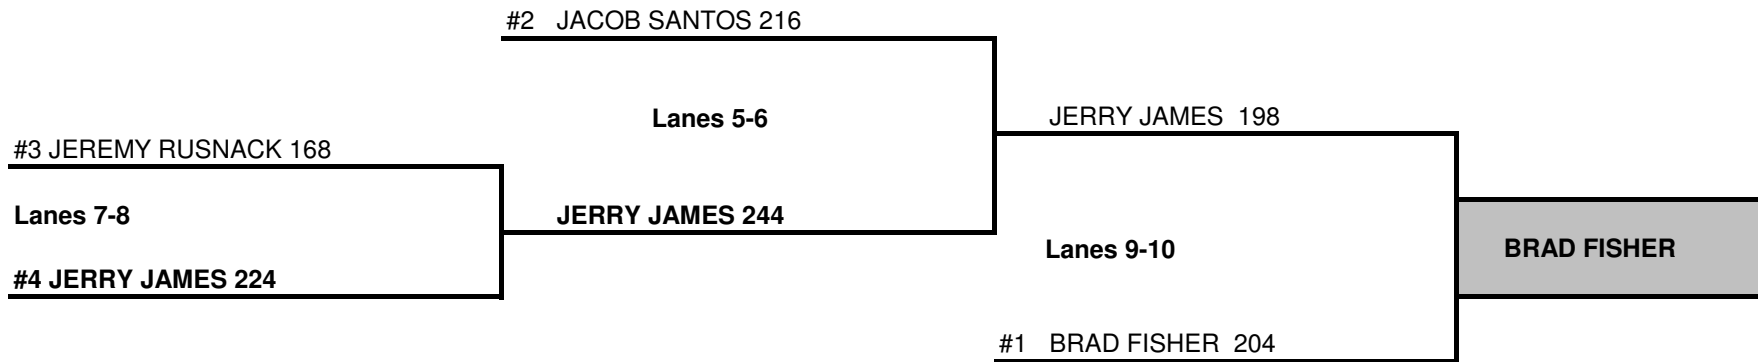 #2 JACOB SANTOS 216
Lanes 5-6
JERRY JAMES 198
#3 JEREMY RUSNACK 168
Lanes 7-8
JERRY JAMES 244
Lanes 9-10
BRAD FISHER
#4 JERRY JAMES 224
#1 BRAD FISHER 204